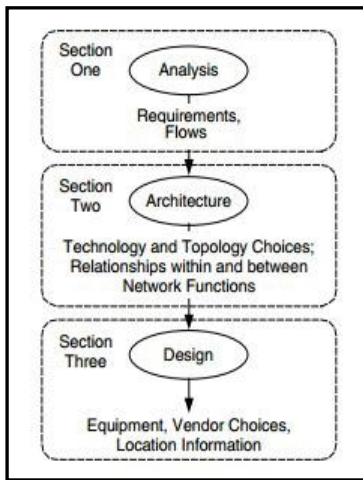 Section
One
Analysis
Requirements,
Flows
Section
Two
Architecture
Technology and Topology Choices;
Relationships within and between
Network Functions
Section
Three
Design
Equipment, Vendor Choices,
Location Information